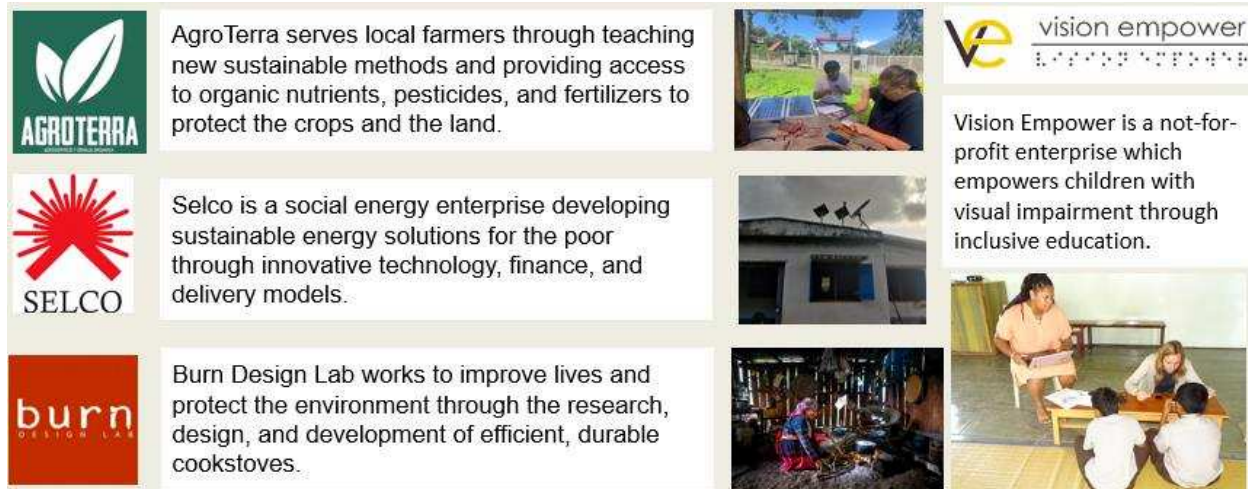 AGROTERRA
AgroTerra serves local farmers through teaching
new sustainable methods and providing access
to organic nutrients, pesticides, and fertilizers to
protect the crops and the land.
SELCO
Selco is a social energy enterprise developing
sustainable energy solutions for the poor
through innovative technology, finance, and
delivery models.
burn
DESIGN LAB
Burn Design Lab works to improve lives and
protect the environment through the research,
design, and development of efficient, durable
cookstoves.
ve
vision empower
Vision Empower is a not-for-
profit enterprise which
empowers children with
visual impairment through
inclusive education.